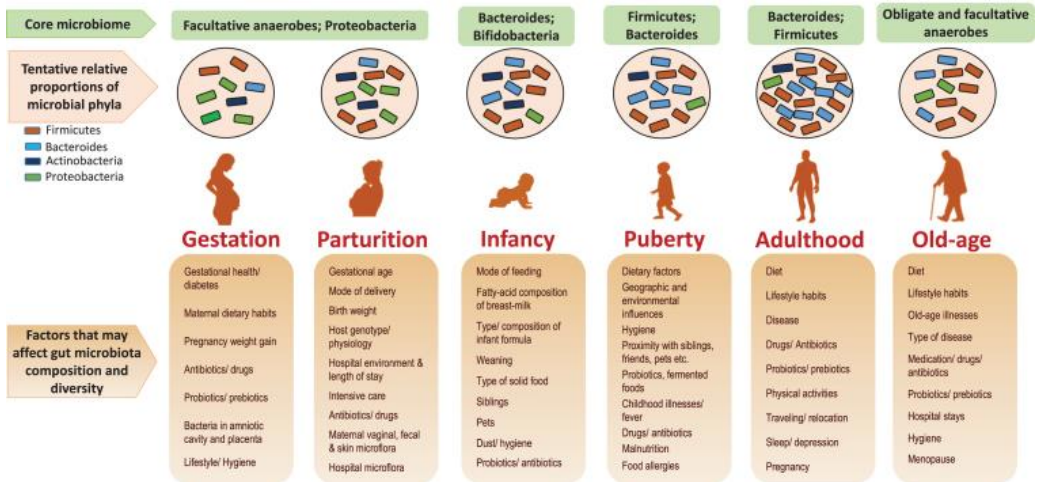 Core microbiome
Facultative anaerobes; Proteobacteria
Bacteroides;
Bifidobacteria
Firmicutes;
Bacteroides
Bacteroides;
Firmicutes
Obligate and facultative
anaerobes
Tentative relative
proportions of
microbial phyla
Firmicutes
Bacteroides
Actinobacteria
Proteobacteria
Gestation
Parturition
Infancy
Puberty
Adulthood
Old-age
Factors that may
affect gut microbiota
composition and
diversity
Gestational health/
diabetes
Maternal dietary habits
Pregnancy weight gain
Antibiotics/ drugs
Probiotics/ prebiotics
Bacteria in amniotic
cavity and placenta
Lifestyle/ Hygiene
Gestational age
Mode of delivery
Birth weight
Host genotype/
physiology
Hospital environment &
length of stay
Intensive care
Antibiotics/ drugs
Maternal vaginal, fecal
& skin microflora
Hospital microflora
Mode of feeding
Fatty-acid composition
of breast-milk
Type/ composition of
infant formula
Weaning
Type of solid food
Siblings
Pets
Dust/ hygiene
Probiotics/ antibiotics
Dietary factors
Geographic and
environmental
influences
Hygiene
Proximity with siblings,
friends, pets etc.
Probiotics, fermented
foods
Childhood illnesses/
fever
Drugs/ antibiotics
Malnutrition
Food allergies
Diet
Lifestyle habits
Disease
Drugs/ Antibiotics
Probiotics/ prebiotics
Physical activities
Traveling/ relocation
Sleep/ depression
Pregnancy
Diet
Lifestyle habits
Old-age illnesses
Type of disease
Medication/ drugs/
antibiotics
Probiotics/ prebiotics
Hospital stays
Hygiene
Menopause